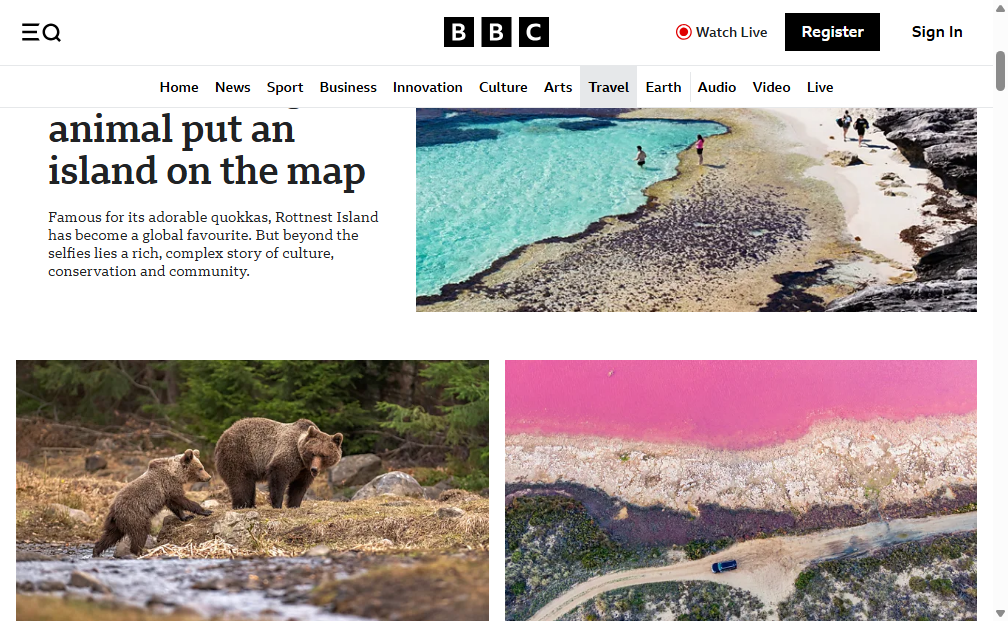 BBC
Watch Live
Register
Sign In
Home News Sport Business Innovation Culture Arts Travel Earth Audio Video Live
animal put an
island on the map
Famous for its adorable quokkas, Rottnest Island
has become a global favourite. But beyond the
selfies lies a rich, complex story of culture,
conservation and community.